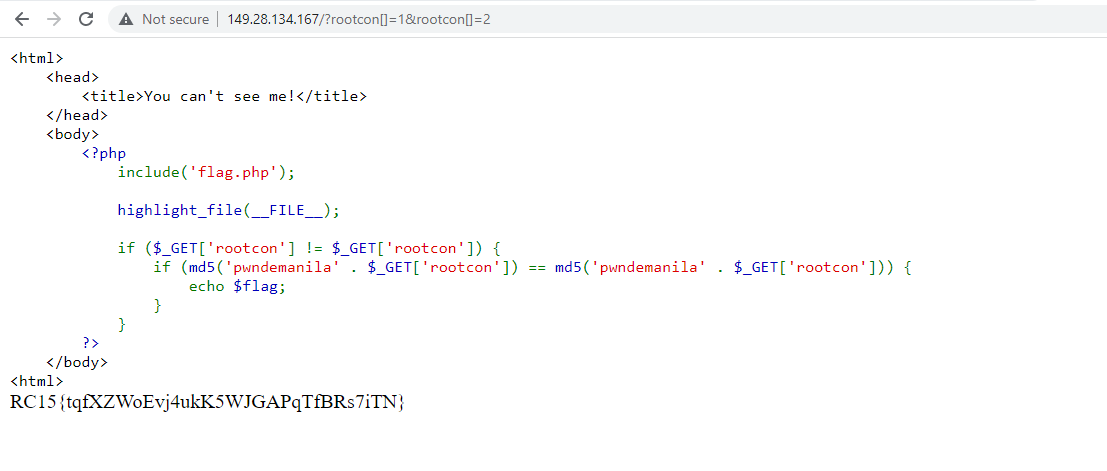 Not secure | 149.28.134.167/?rootcon[]=1&rootcon[]=2
<html>
    <head>
        <title>You can't see me!</title>
    </head>
    <body>
        <?php
            include('flag.php');
            highlight_file(__FILE__);
            if ($_GET['rootcon'] != $_GET['rootcon']) {
                if (md5('pwndemanila' . $_GET['rootcon']) == md5('pwndemanila' . $_GET['rootcon'])) {
                    echo $flag;
                }
            }
        ?>
    </body>
<html>
RC15{tqfXZWoEvj4ukK5WJGAPqTfBRs7iTN}